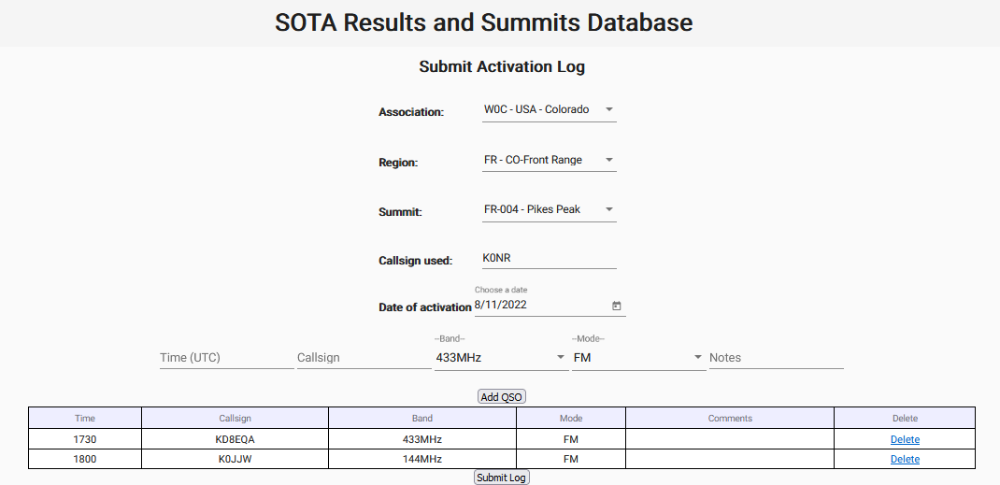 SOTA Results and Summits Database
Submit Activation Log
Association: W0C - USA - Colorado
Region: FR - CO-Front Range
Summit: FR-004 - Pikes Peak
Callsign used: K0NR
Choose a date
Date of activation 8/11/2022
--Band-- --Mode--
Time (UTC) Callsign 433MHz FM Notes
Add QSO
Time Callsign Band Mode Comments Delete
1730 KD8EQA 433MHz FM Delete
1800 K0JJW 144MHz FM Delete
Submit Log